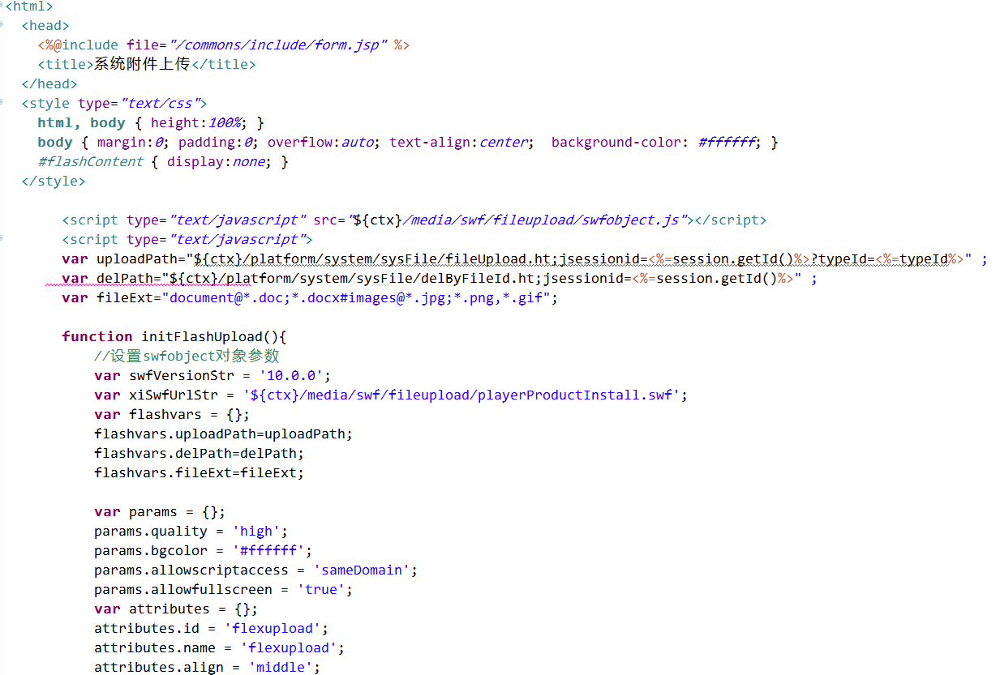 <html>
<head>
<%@include file="/commons/include/form.jsp" %>
<title>系统附件上传</title>
</head>
<style type="text/css">
html, body { height:100%; }
body { margin:0; padding:0; overflow:auto; text-align:center;  background-color: #ffffff; }
#flashContent { display:none; }
</style>
<script type="text/javascript" src="${ctx}/media/swf/fileupload/swfobject.js"></script>
<script type="text/javascript">
var uploadPath="${ctx}/platform/system/sysFile/fileUpload.ht;jsessionid=<%=session.getId()%>?typeId=<%=typeId%>" ;
var delPath="${ctx}/platform/system/sysFile/delByFileId.ht;jsessionid=<%=session.getId()%>" ;
var fileExt="document@*.doc;*.docx#images@*.jpg;*.png,*.gif";
function initFlashUpload(){
//设置swfobject对象参数
var swfVersionStr = '10.0.0';
var xiSwfUrlStr = '${ctx}/media/swf/fileupload/playerProductInstall.swf';
var flashvars = {};
flashvars.uploadPath=uploadPath;
flashvars.delPath=delPath;
flashvars.fileExt=fileExt;
var params = {};
params.quality = 'high';
params.bgcolor = '#ffffff';
params.allowscriptaccess = 'sameDomain';
params.allowfullscreen = 'true';
var attributes = {};
attributes.id = 'flexupload';
attributes.name = 'flexupload';
attributes.align = 'middle';